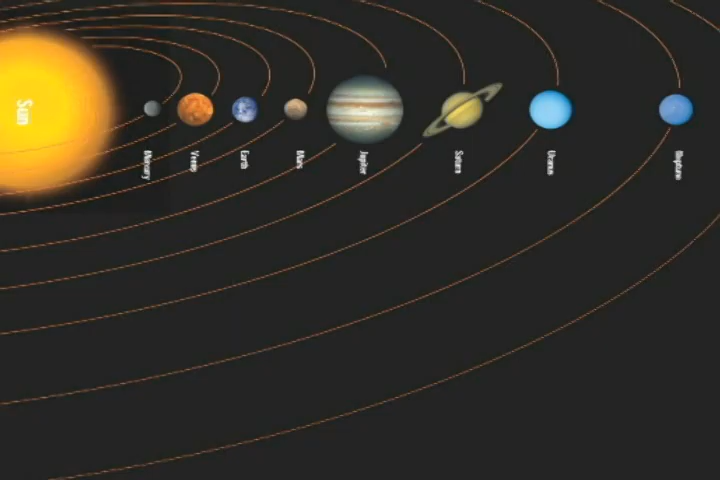 Sun
Mercury
Venus
Earth
Mars
Jupiter
Saturn
Uranus
Neptune